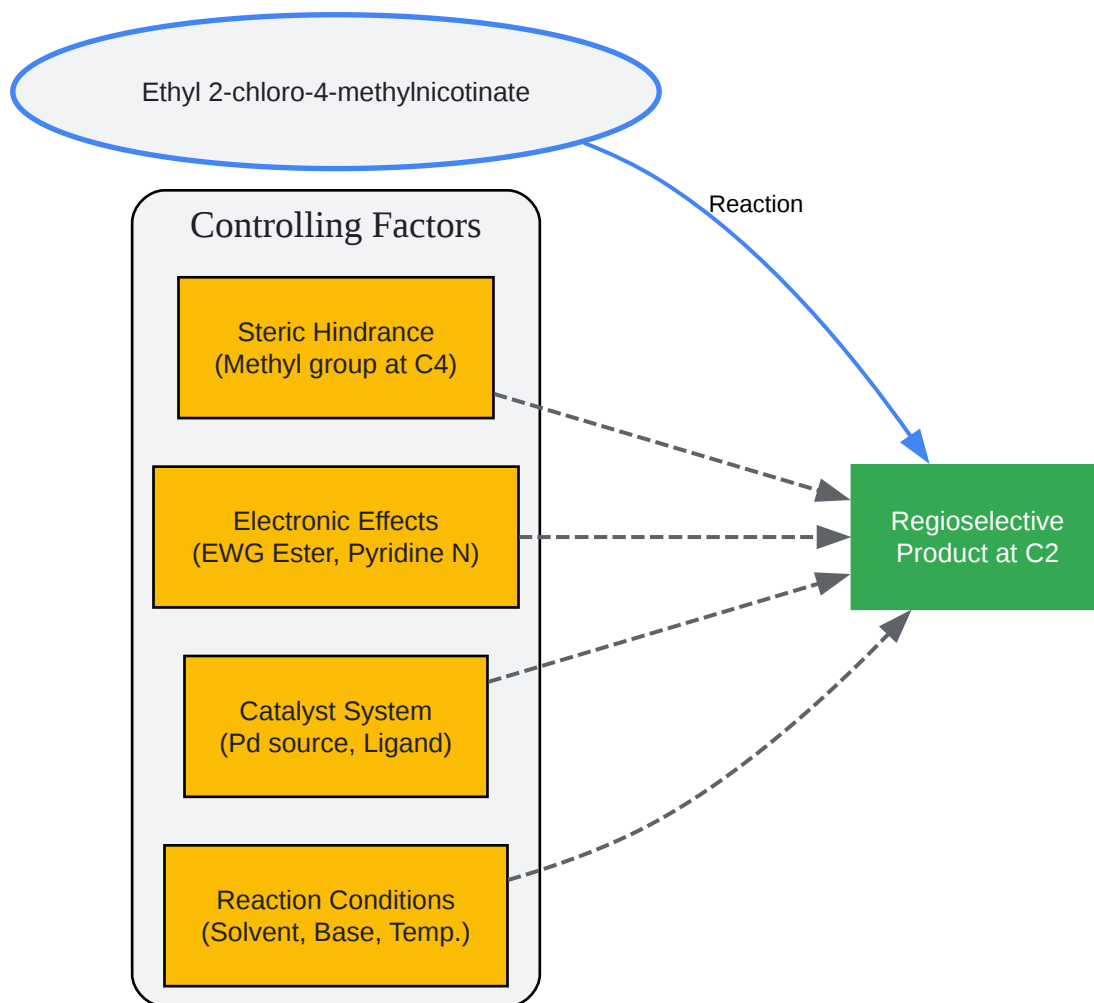 Ethyl 2-chloro-4-methylnicotinate
Reaction
Controlling Factors
Steric Hindrance
(Methyl group at C4)
Electronic Effects
(EWG Ester, Pyridine N)
Regioselective
Product at C2
Catalyst System
(Pd source, Ligand)
Reaction Conditions
(Solvent, Base, Temp.)